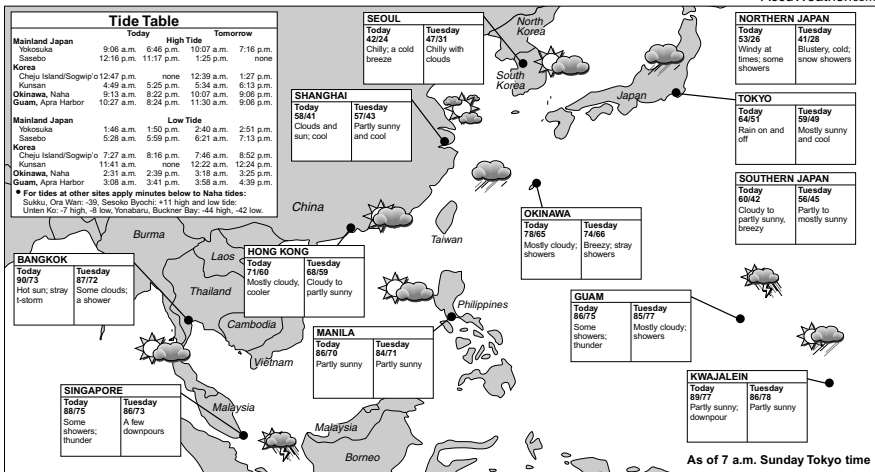 Tide Table
Today Tomorrow
Mainland Japan High Tide
Yokosuka 9:06 a.m. 6:46 p.m. 10:07 a.m. 7:16 p.m.
Sasebo 12:16 p.m. 11:17 p.m. 1:25 p.m. none
Korea
Cheju Island/Sogwip'o 12:47 p.m. none 12:39 a.m. 1:27 p.m.
Kunsan 4:49 a.m. 5:25 p.m. 5:34 a.m. 6:13 p.m.
Okinawa, Naha 9:13 a.m. 8:22 p.m. 10:07 a.m. 9:06 p.m.
Guam, Apra Harbor 10:27 a.m. 8:24 p.m. 11:30 a.m. 9:06 p.m.
Mainland Japan Low Tide
Yokosuka 1:46 a.m. 1:50 p.m. 2:40 a.m. 2:51 p.m.
Sasebo 5:28 a.m. 5:59 p.m. 6:21 a.m. 7:13 p.m.
Korea
Cheju Island/Sogwip'o 7:27 a.m. 8:16 p.m. 7:46 a.m. 8:52 p.m.
Kunsan 11:41 a.m. none 12:22 a.m. 12:24 p.m.
Okinawa, Naha 2:31 a.m. 2:39 p.m. 3:18 a.m. 3:25 p.m.
Guam, Apra Harbor 3:08 a.m. 3:41 p.m. 3:58 a.m. 4:39 p.m.
• For tides at other sites apply minutes below to Naha tides:
Sukku, Ora Wan: -39, Sesoko Byochi: +11 high and low tide:
Unten Ko: -7 high, -8 low, Yonabaru, Buckner Bay: -44 high, -42 low.
SEOUL
Today Tuesday
42/24 47/31
Chilly; a cold Chilly with
breeze clouds
North
Korea
South
Korea
Japan
NORTHERN JAPAN
Today Tuesday
53/26 41/28
Windy at Blustery, cold;
times; some snow showers
showers
SHANGHAI
Today Tuesday
58/41 57/43
Clouds and Partly sunny
sun; cool and cool
TOKYO
Today Tuesday
64/51 59/49
Rain on and Mostly sunny
off and cool
SOUTHERN JAPAN
Today Tuesday
60/42 56/45
Cloudy to Partly to
partly sunny, mostly sunny
breezy
China
Taiwan
OKINAWA
Today Tuesday
78/65 74/66
Mostly cloudy; Breezy; stray
showers showers
Burma
Laos
Thailand
Cambodia
Vietnam
BANGKOK
Today Tuesday
90/73 87/72
Hot sun; stray Some clouds;
t-storm a shower
HONG KONG
Today Tuesday
71/60 68/59
Mostly cloudy, Cloudy to
cooler partly sunny
Philippines
GUAM
Today Tuesday
86/75 85/77
Some Mostly cloudy;
showers; showers
thunder
MANILA
Today Tuesday
86/70 84/71
Partly sunny Partly sunny
KWAJALEIN
Today Tuesday
89/77 86/78
Partly sunny; Partly sunny
downpour
SINGAPORE
Today Tuesday
88/75 86/73
Some A few
showers; downpours
thunder
Malaysia
Malaysia
Borneo
As of 7 a.m. Sunday Tokyo time